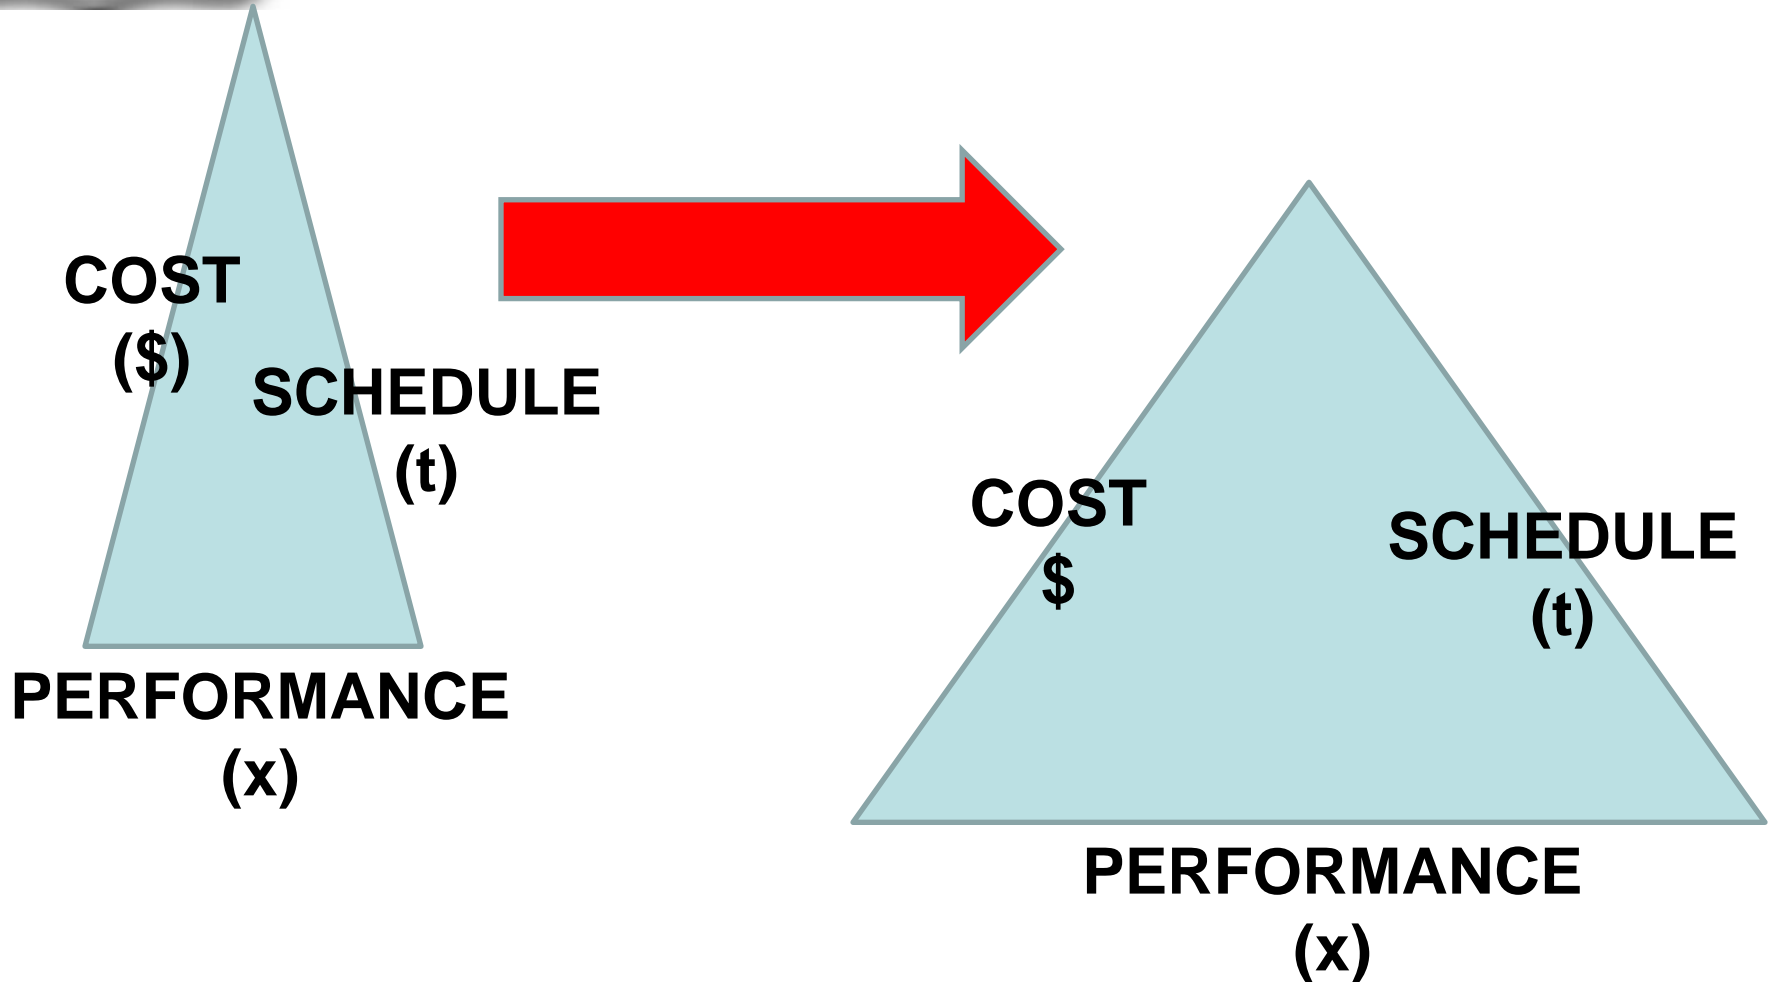 COST
($)
SCHEDULE
(t)
PERFORMANCE
(x)
COST
$
SCHEDULE
(t)
PERFORMANCE
(x)